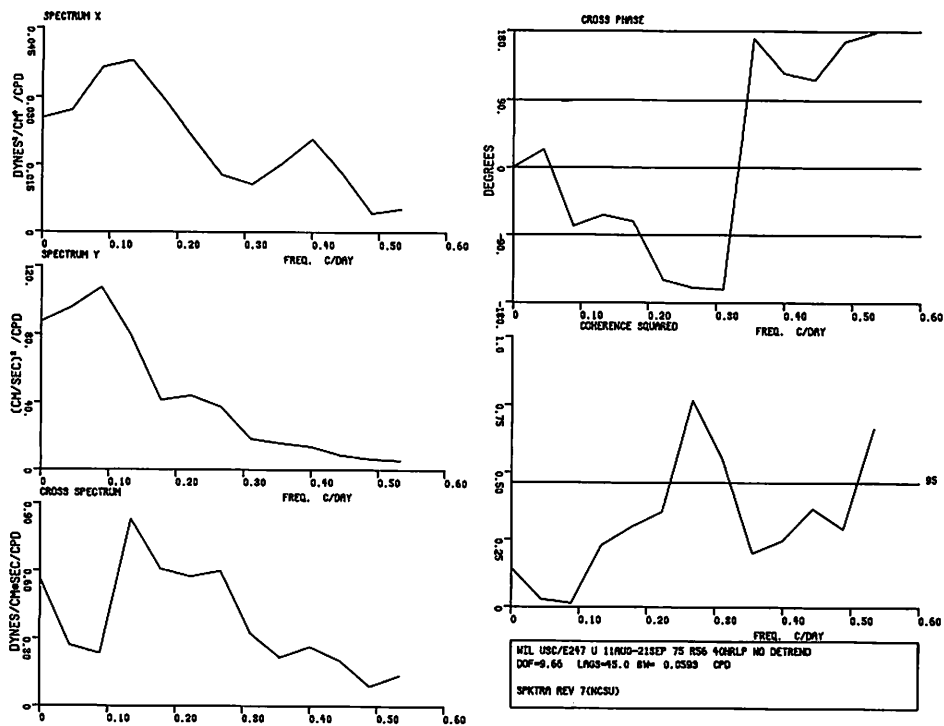 SPECTRUM X
0.045
0.030
0.015
0
DYNES²/CM⁴ /CPD
0 0.10 0.20 0.30 0.40 0.50 0.60
FREQ. C/DAY
SPECTRUM Y
120.
80.
40.
0
(CM/SEC)² /CPD
0 0.10 0.20 0.30 0.40 0.50 0.60
FREQ. C/DAY
CROSS SPECTRUM
0.90
0.60
0.30
0
DYNES/CM*SEC/CPD
0 0.10 0.20 0.30 0.40 0.50 0.60
FREQ. C/DAY
CROSS PHASE
180.
90.
0
-90.
-180.
DEGREES
0.10 0.20 0.30 0.40 0.50 0.60
FREQ. C/DAY
COHERENCE SQUARED
1.0
0.75
0.50
0.25
0
0 0.10 0.20 0.30 0.40 0.50 0.60
FREQ. C/DAY
WIL USC/E247 U 11AUG-21SEP 75 RS6 40HRLP NO DETREND
DOF=9.66 LAGS=45.0 BW= 0.0593 CPD
SPKTRA REV 7(NCSU)